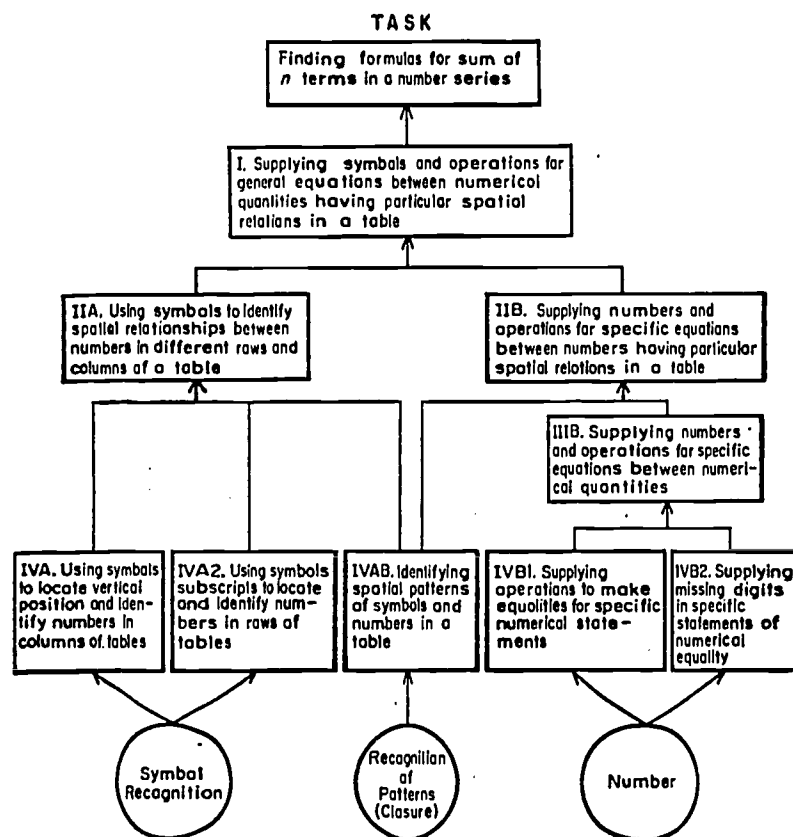 TASK
Finding formulas for sum of
n terms in a number series
I. Supplying symbols and operations for
general equations between numerical
quantities having particular spatial
relations in a table
IIA. Using symbols to identify
spatial relationships between
numbers in different rows and
columns of a table
IIB. Supplying numbers and
operations for specific equations
between numbers having particular
spatial relations in a table
IIIB. Supplying numbers
and operations for specific
equations between numeri-
cal quantities
IVA. Using symbols
to locate vertical
position and iden-
tify numbers in
columns of tables
IVA2. Using symbols
subscripts to locate
and identify num-
bers in rows of
tables
IVAB. Identifying
spatial patterns
of symbols and
numbers in a
table
IVB1. Supplying
operations to make
equalities for specific
numerical state-
ments
IVB2. Supplying
missing digits
in specific
statements of
numerical
equality
Symbol
Recognition
Recognition
of
Patterns
(Closure)
Number